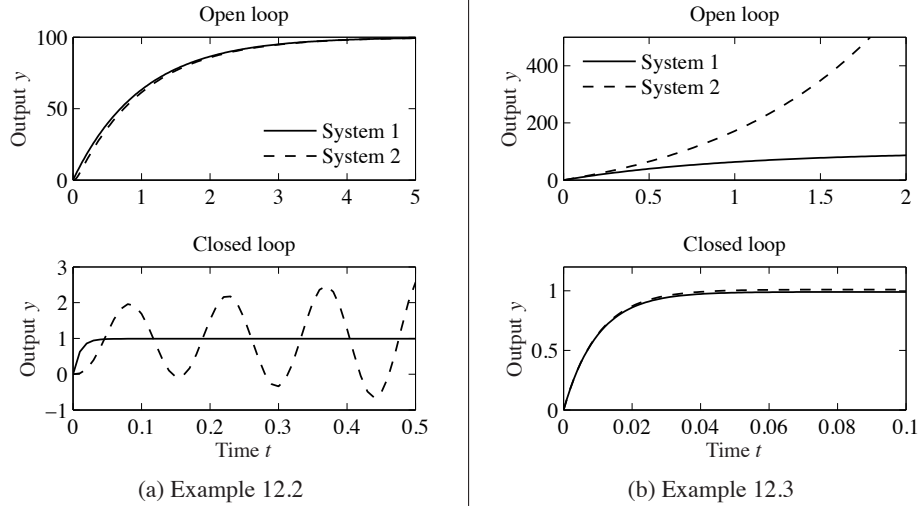 Open loop
100
50
0
Output y
System 1
System 2
0 1 2 3 4 5
Closed loop
3
2
1
0
−1
Output y
0 0.1 0.2 0.3 0.4 0.5
Time t
(a) Example 12.2
Open loop
400
200
0
Output y
System 1
System 2
0 0.5 1 1.5 2
Closed loop
1
0.5
0
Output y
0 0.02 0.04 0.06 0.08 0.1
Time t
(b) Example 12.3